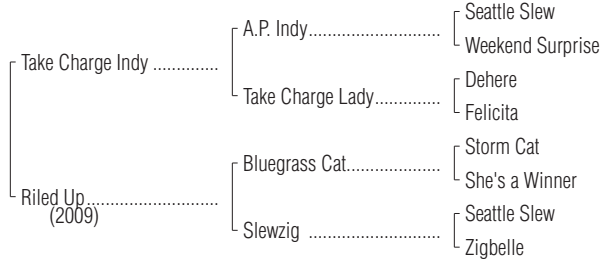 Seattle Slew
A.P. Indy..............................
Weekend Surprise
Take Charge Indy ..............
Dehere
Take Charge Lady..............
Felicita
Storm Cat
Bluegrass Cat.....................
She's a Winner
Riled Up............................
(2009)
Seattle Slew
Slewzig ..............................
Zigbelle